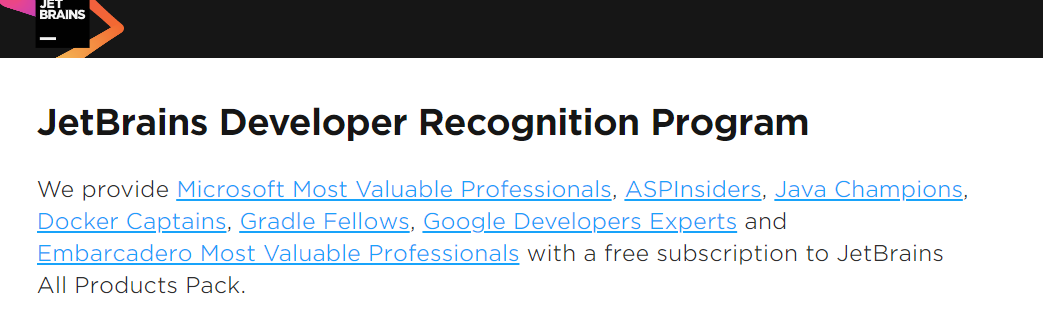 JET
BRAINS
JetBrains Developer Recognition Program
We provide Microsoft Most Valuable Professionals, ASPInsiders, Java Champions,
Docker Captains, Gradle Fellows, Google Developers Experts and
Embarcadero Most Valuable Professionals with a free subscription to JetBrains
All Products Pack.